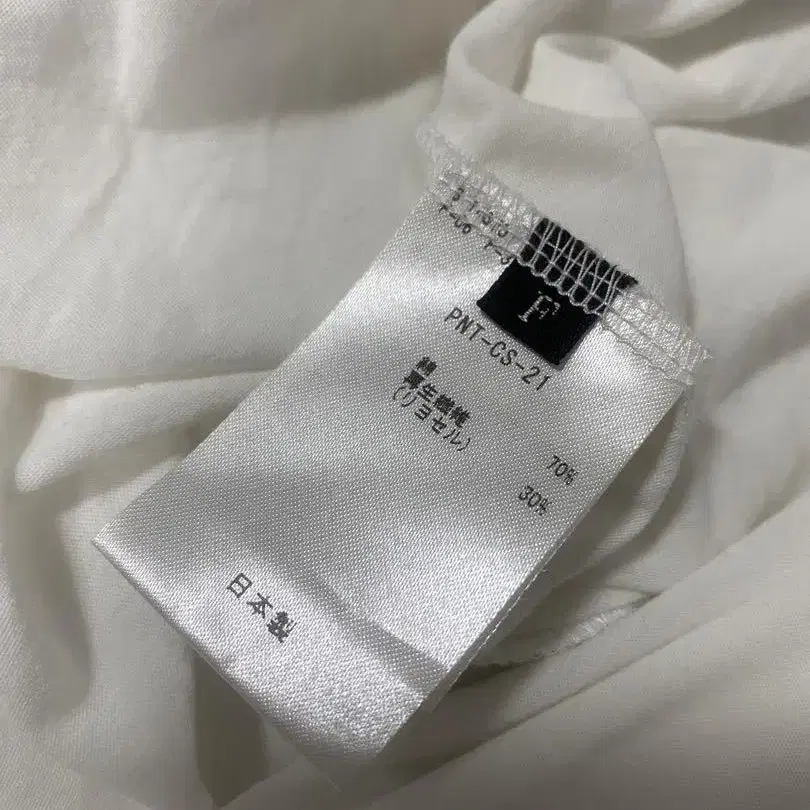 F
PNT-CS-21
綿 70%
再生繊維
(リヨセル) 30%
日本製